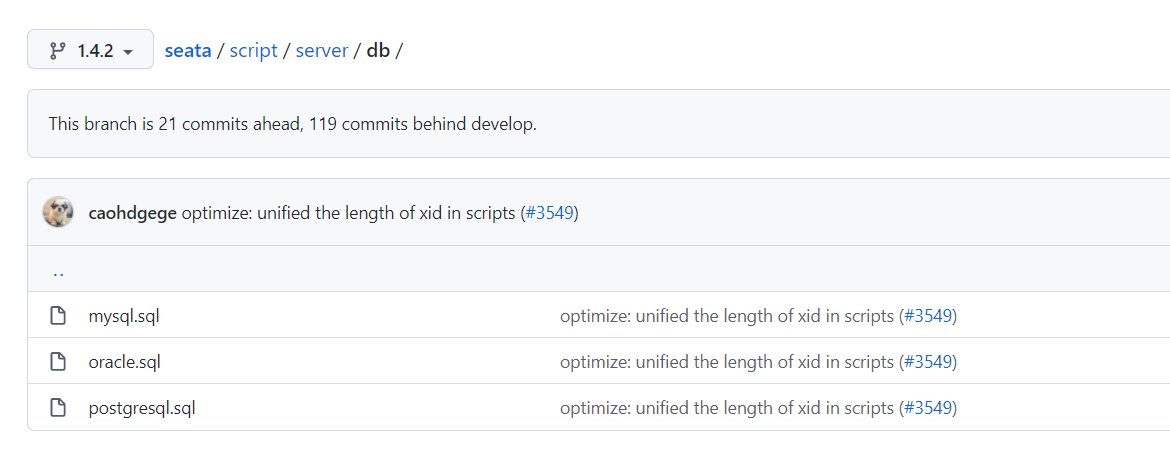 1.4.2 seata / script / server / db /
This branch is 21 commits ahead, 119 commits behind develop.
caohdgege optimize: unified the length of xid in scripts (#3549)
..
mysql.sql optimize: unified the length of xid in scripts (#3549)
oracle.sql optimize: unified the length of xid in scripts (#3549)
postgresql.sql optimize: unified the length of xid in scripts (#3549)